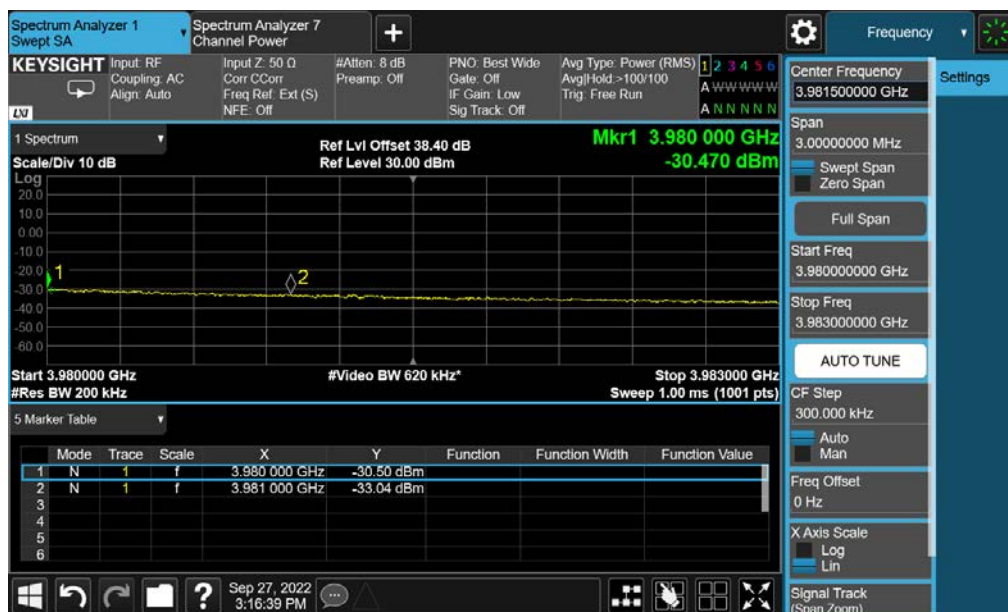 Spectrum Analyzer 1
Swept SA
Spectrum Analyzer 7
Channel Power
Frequency
KEYSIGHT
Input: RF
Coupling: AC
Align: Auto
Input Z: 50 Ω
Corr CCorr
Freq Ref: Ext (S)
NFE: Off
#Atten: 8 dB
Preamp: Off
PNO: Best Wide
Gate: Off
IF Gain: Low
Sig Track: Off
Avg Type: Power (RMS)
Avg|Hold:>100/100
Trig: Free Run
1 2 3 4 5 6
A W W W W W
A N N N N N
LXI
1 Spectrum
Scale/Div 10 dB
Log
Ref Lvl Offset 38.40 dB
Ref Level 30.00 dBm
Mkr1 3.980 000 GHz
-30.470 dBm
20.0
10.0
0.00
-10.0
-20.0
-30.0
-40.0
-50.0
-60.0
1
2
Start 3.980000 GHz
#Res BW 200 kHz
#Video BW 620 kHz*
Stop 3.983000 GHz
Sweep 1.00 ms (1001 pts)
5 Marker Table
Mode Trace Scale X Y Function Function Width Function Value
1 N 1 f 3.980 000 GHz -30.50 dBm
2 N 1 f 3.981 000 GHz -33.04 dBm
3
4
5
6
Sep 27, 2022
3:16:39 PM
Center Frequency
3.981500000 GHz
Settings
Span
3.00000000 MHz
Swept Span
Zero Span
Full Span
Start Freq
3.980000000 GHz
Stop Freq
3.983000000 GHz
AUTO TUNE
CF Step
300.000 kHz
Auto
Man
Freq Offset
0 Hz
X Axis Scale
Log
Lin
Signal Track
(Span Zoom)